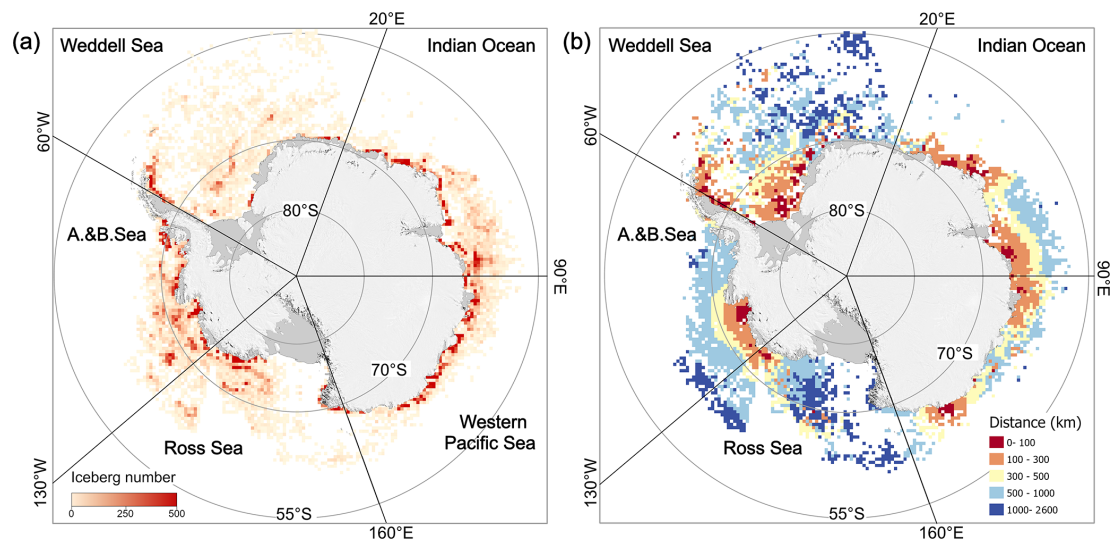 (a)
20°E
Weddell Sea
Indian Ocean
60°W
80°S
A.&B.Sea
90°E
70°S
Western
Pacific Sea
Ross Sea
130°W
Iceberg number
0 250 500
55°S
160°E
(b)
20°E
Weddell Sea
Indian Ocean
60°W
80°S
A.&B.Sea
90°E
70°S
Ross Sea
130°W
Distance (km)
0- 100
100 - 300
300 - 500
500 - 1000
1000- 2600
55°S
160°E